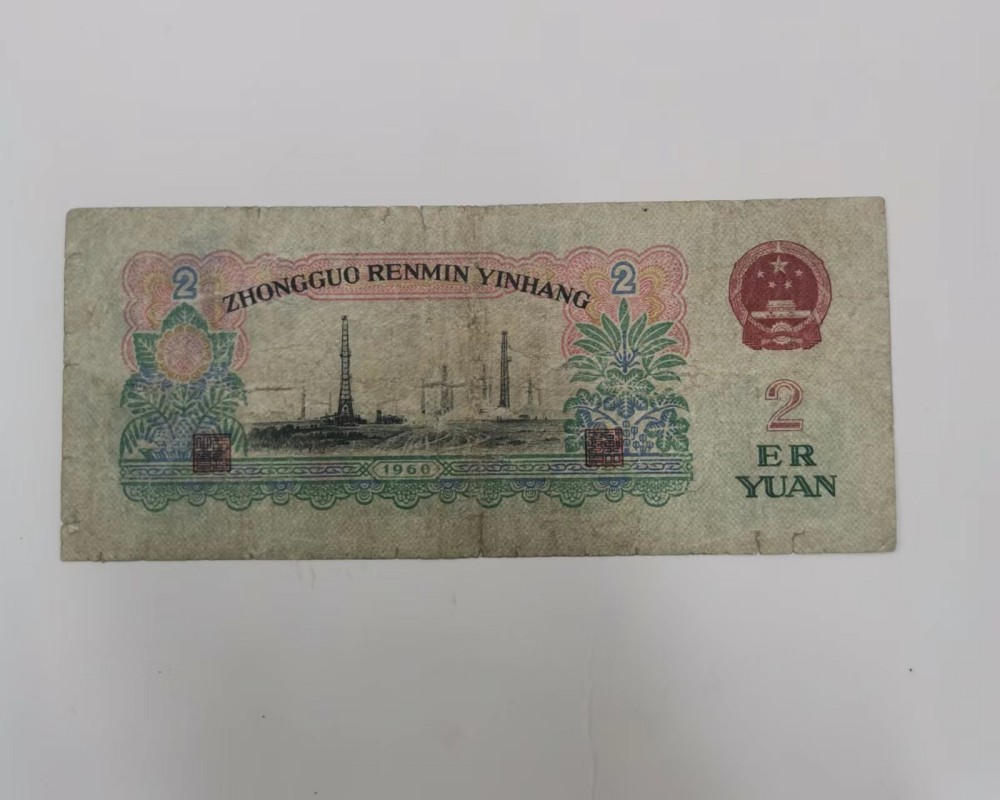 2
2
ZHONGGUO RENMIN YINHANG
2
ER
YUAN
1960